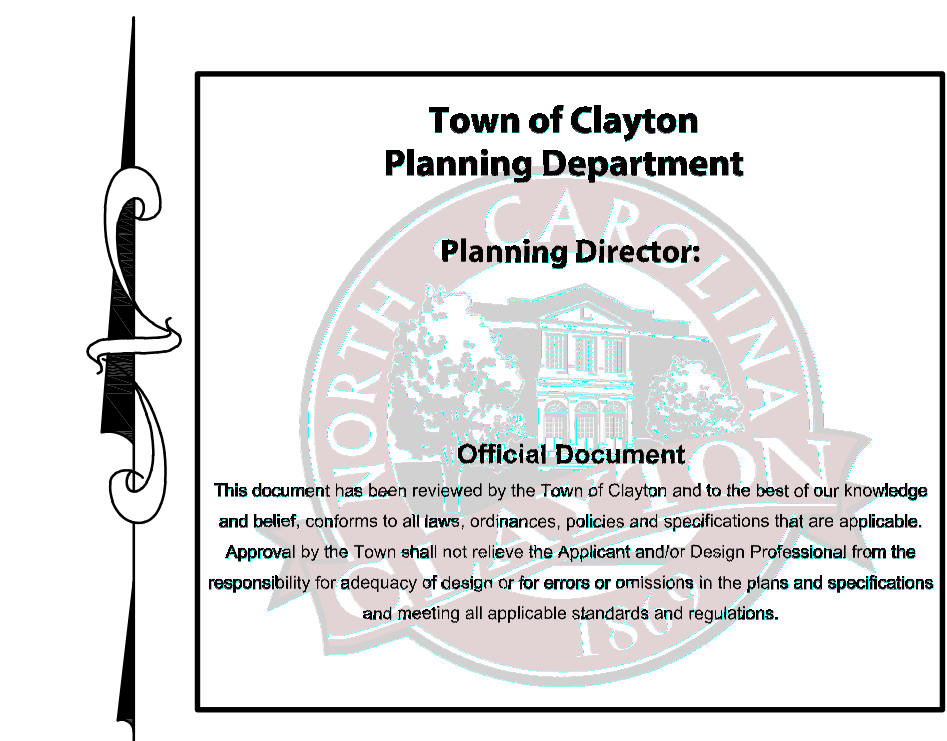 Town of Clayton
Planning Department
Planning Director:
NORTH CAROLINA
Official Document
CLAYTON
This document has been reviewed by the Town of Clayton and to the best of our knowledge
and belief, conforms to all laws, ordinances, policies and specifications that are applicable.
Approval by the Town shall not relieve the Applicant and/or Design Professional from the
responsibility for adequacy of design or for errors or omissions in the plans and specifications
and meeting all applicable standards and regulations.
1869